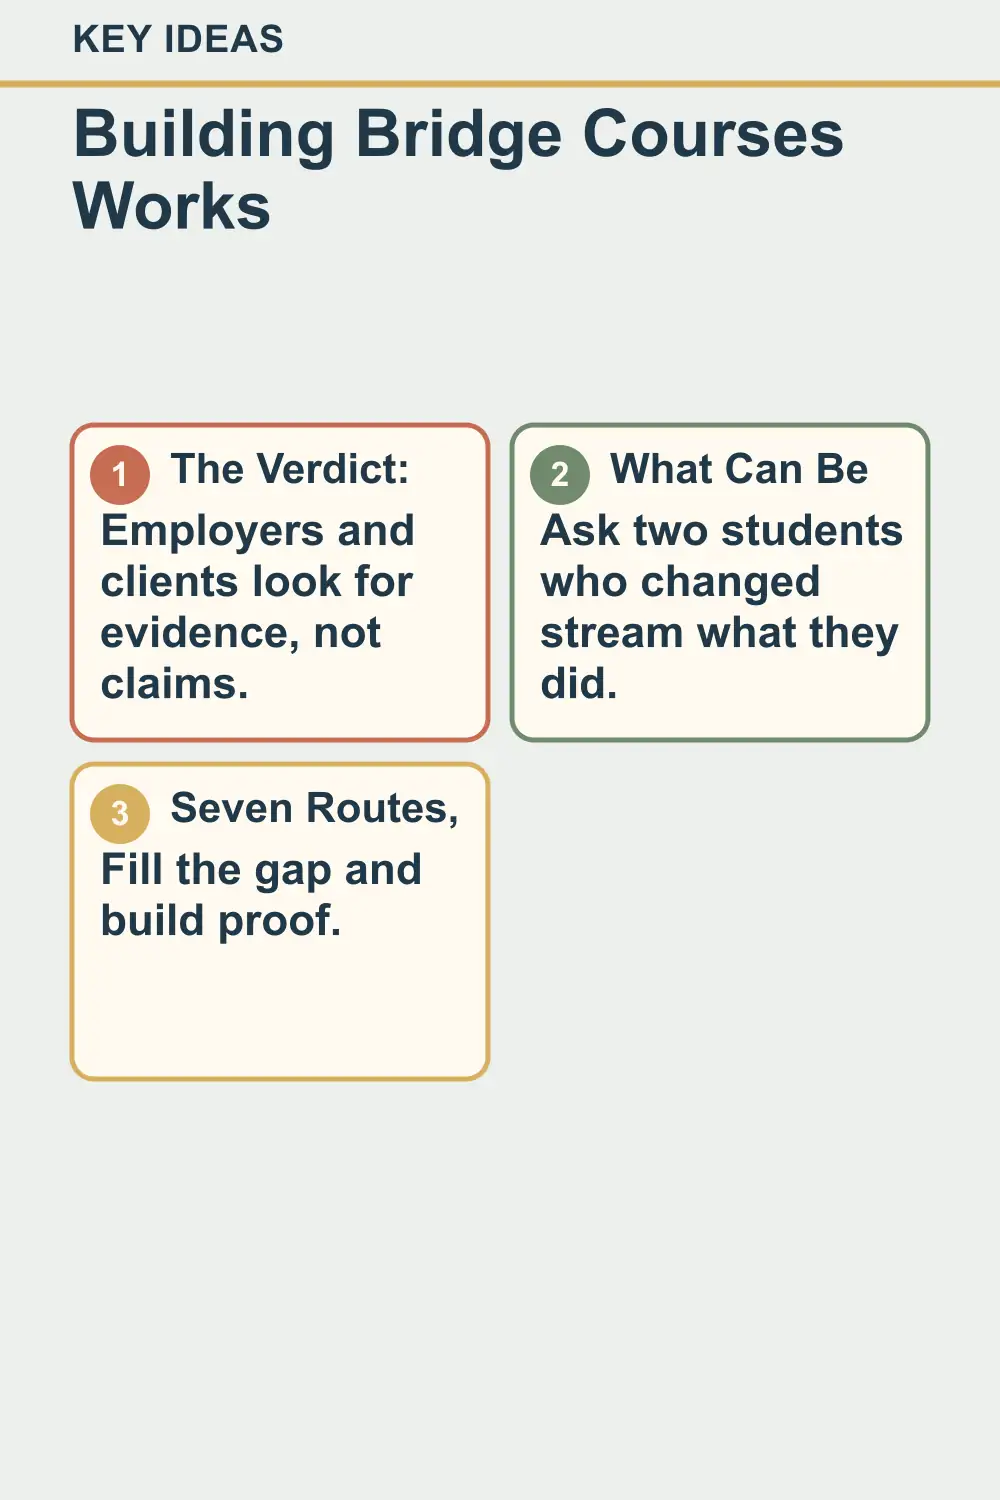 KEY IDEAS
Building Bridge Courses
Works
1 The Verdict:
Employers and
clients look for
evidence, not
claims.
2 What Can Be
Ask two students
who changed
stream what they
did.
3 Seven Routes,
Fill the gap and
build proof.